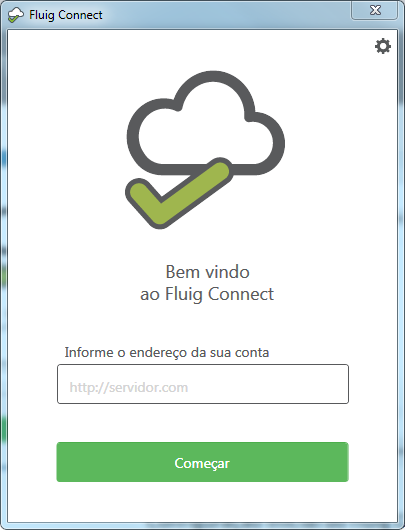 Fluig Connect
Bem vindo
ao Fluig Connect
Informe o endereço da sua conta
http://servidor.com
Começar